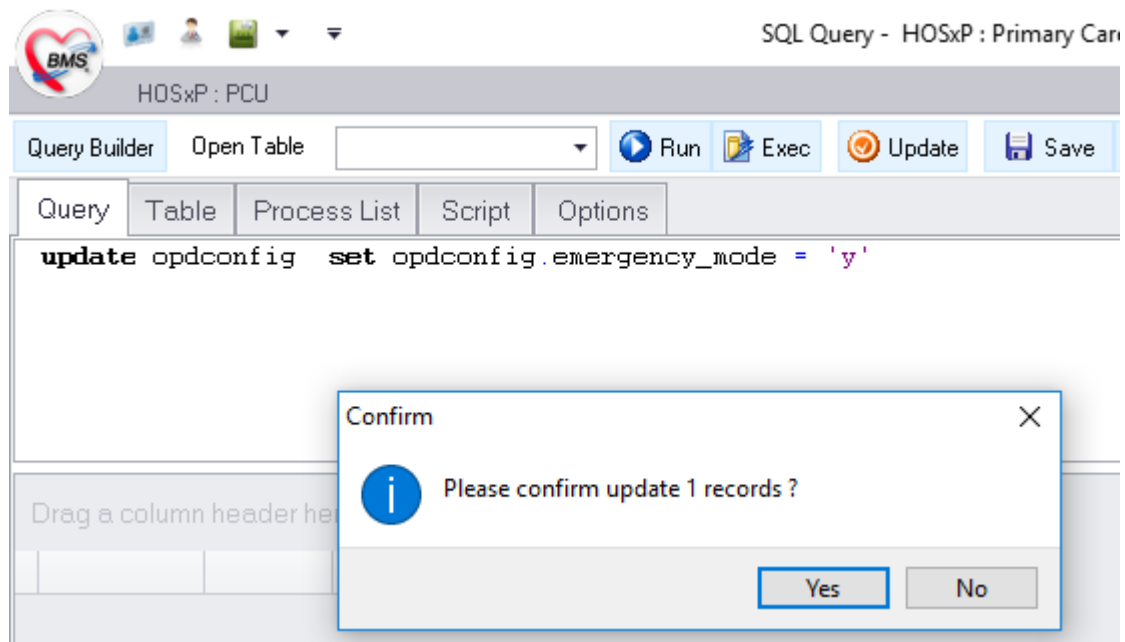 SQL Query - HOSxP : Primary Car
BMS
HOSxP : PCU
Query Builder Open Table Run Exec Update Save
Query Table Process List Script Options
update opdconfig  set opdconfig.emergency_mode = 'y'
Confirm
Please confirm update 1 records ?
Drag a column header her
Yes No